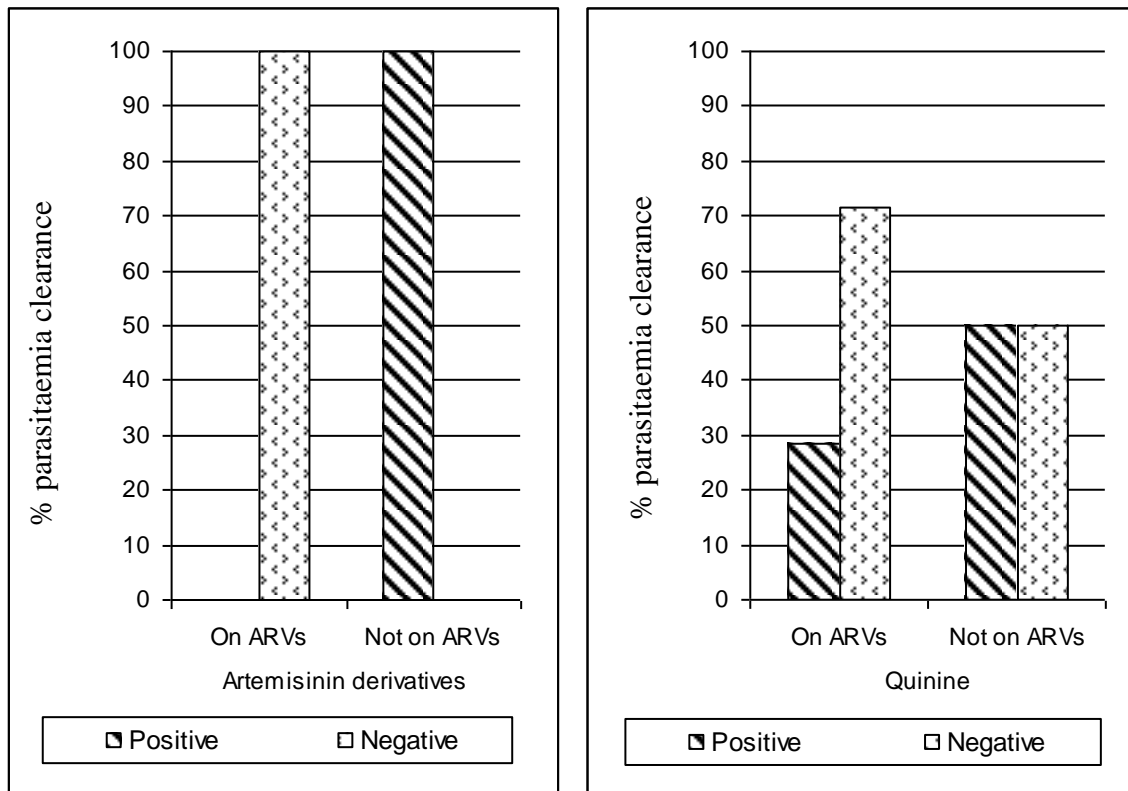 % parasitaemia clearance
100
90
80
70
60
50
40
30
20
10
0
On ARVs Not on ARVs
Artemisinin derivatives
Positive Negative
% parasitaemia clearance
100
90
80
70
60
50
40
30
20
10
0
On ARVs Not on ARVs
Quinine
Positive Negative